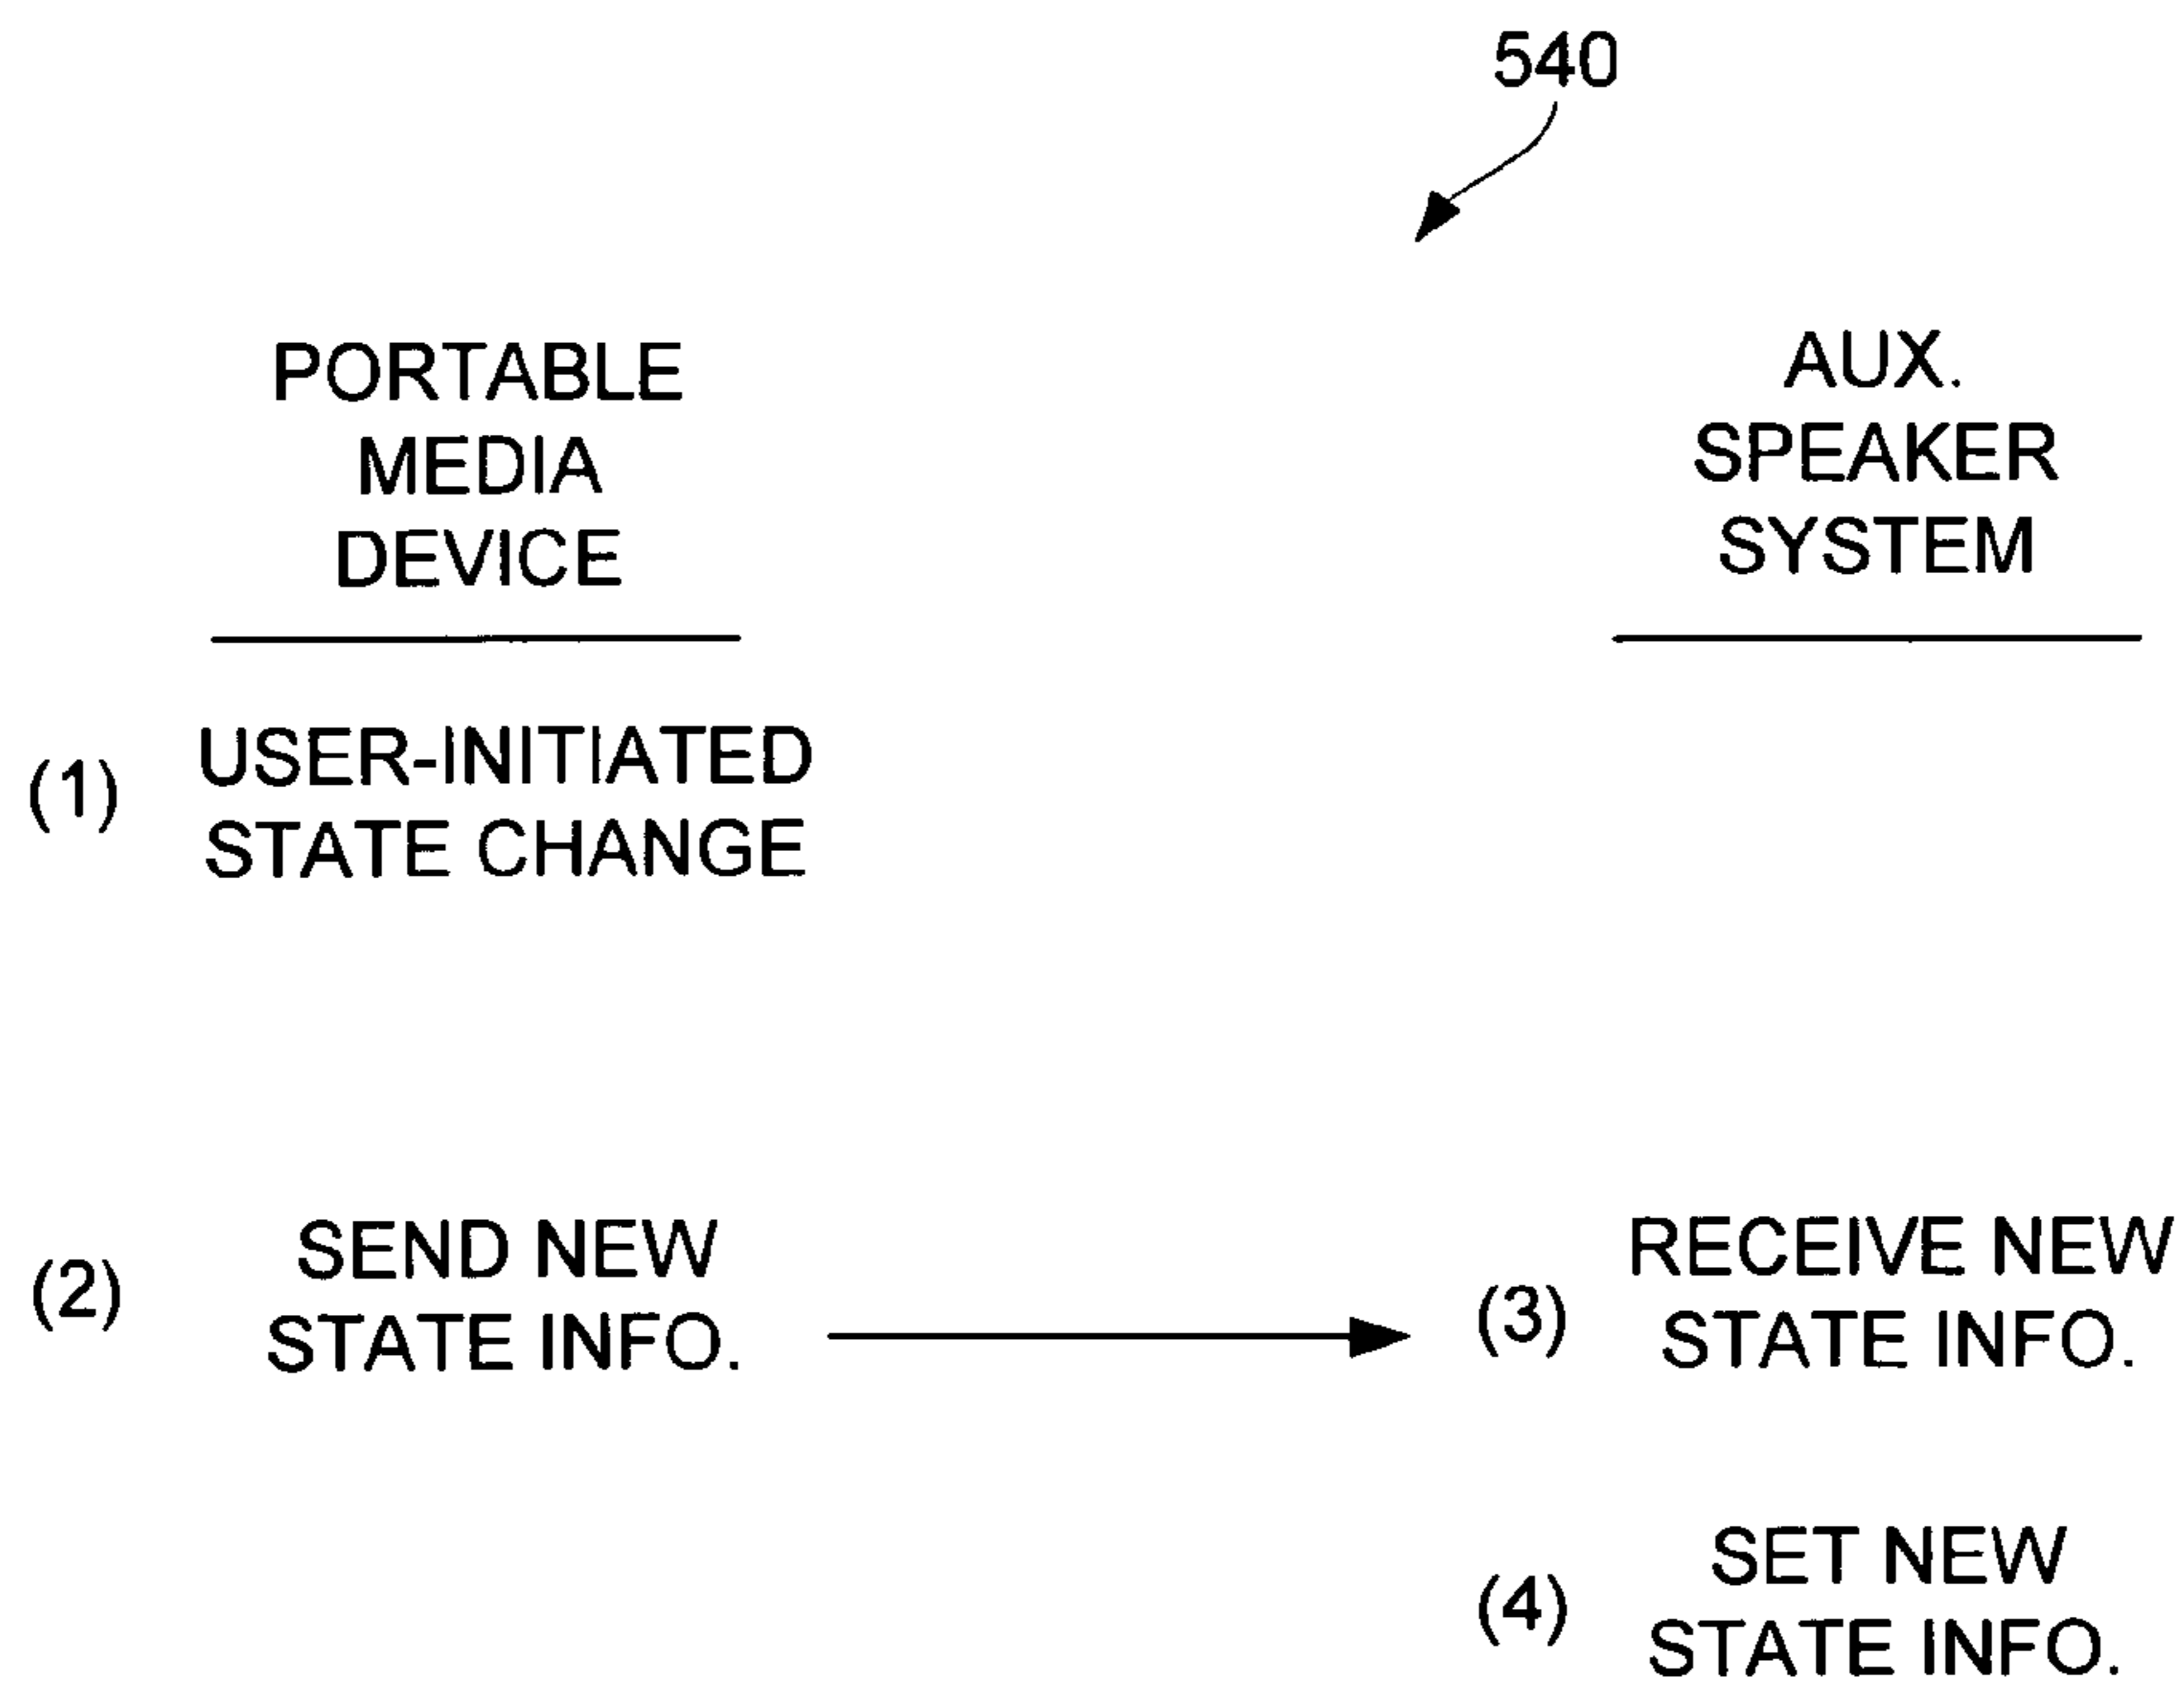 540
PORTABLE
MEDIA
DEVICE
AUX.
SPEAKER
SYSTEM
(1)
USER-INITIATED
STATE CHANGE
(2)
SEND NEW
STATE INFO.
(3)
RECEIVE NEW
STATE INFO.
(4)
SET NEW
STATE INFO.